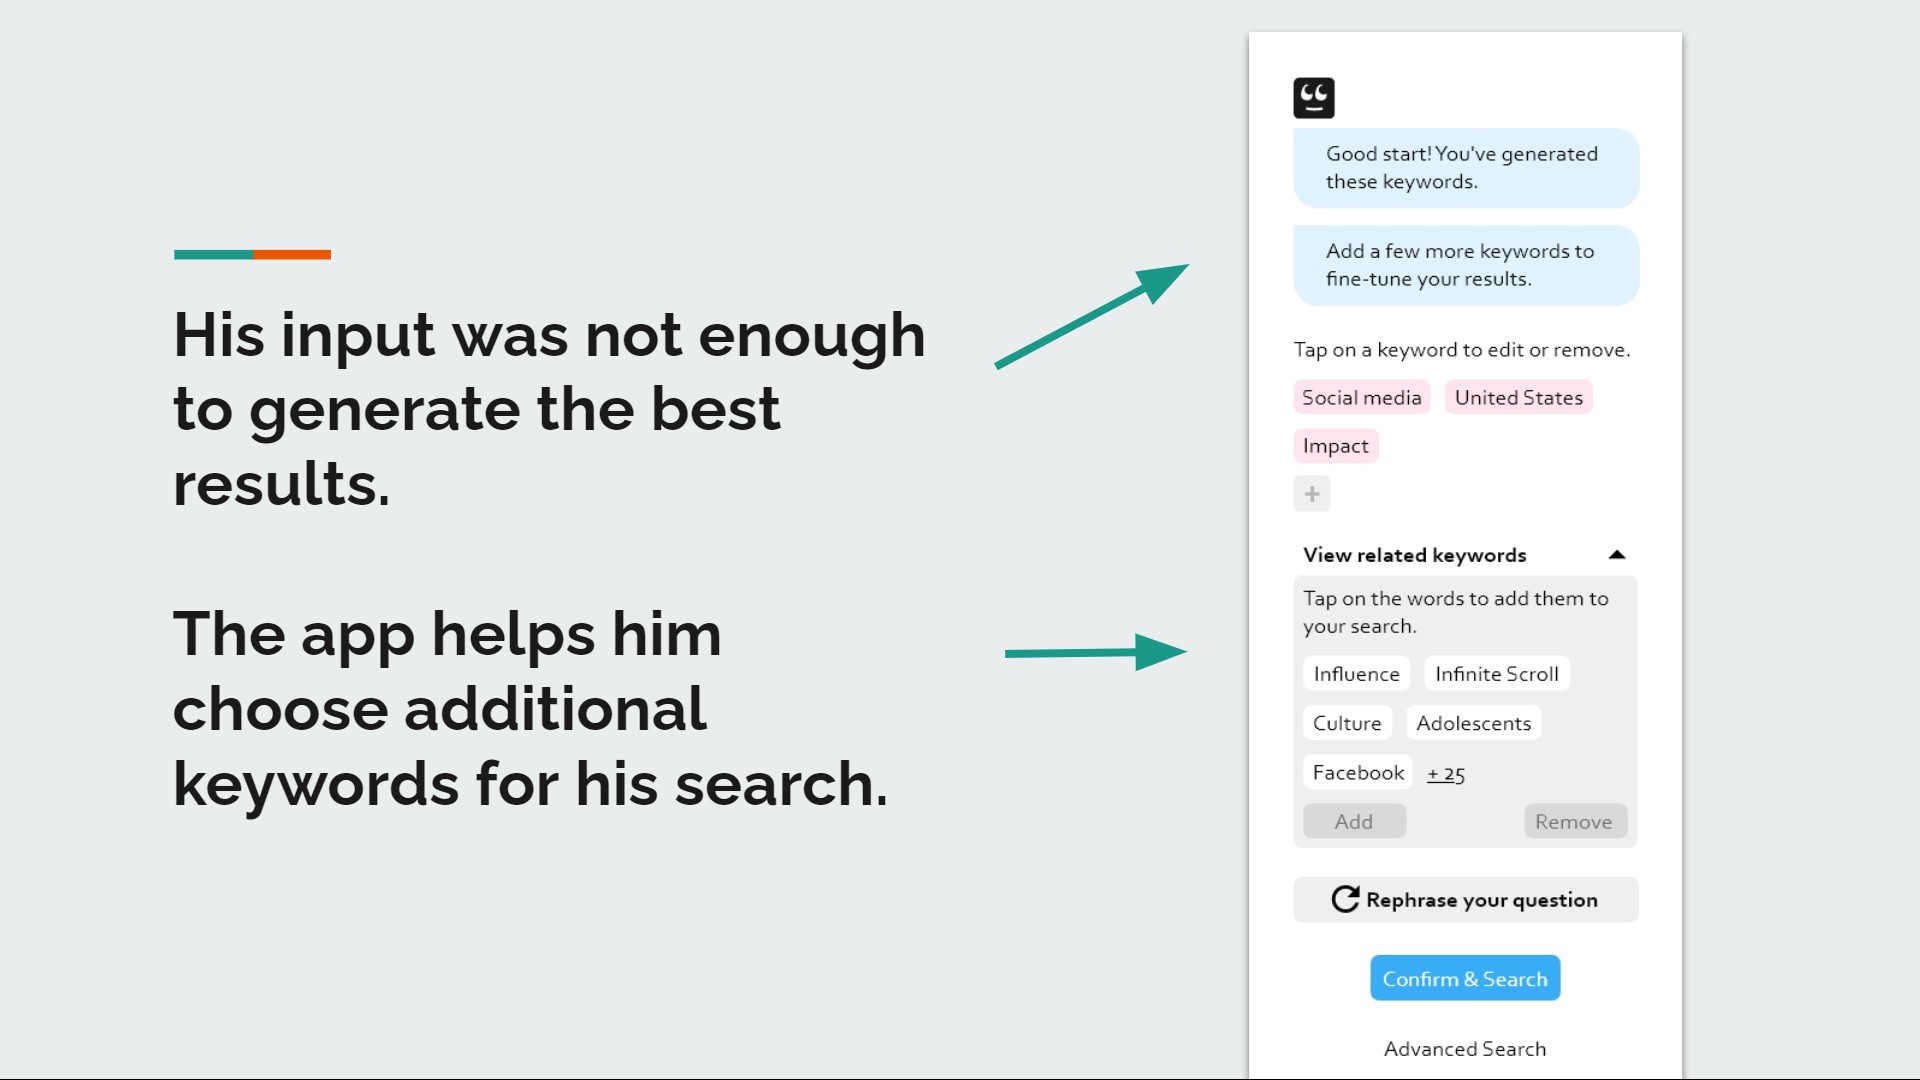 His input was not enough
to generate the best
results.
The app helps him
choose additional
keywords for his search.
Good start! You've generated
these keywords.
Add a few more keywords to
fine-tune your results.
Tap on a keyword to edit or remove.
Social media United States
Impact
+
View related keywords
Tap on the words to add them to
your search.
Influence Infinite Scroll
Culture Adolescents
Facebook + 25
Add Remove
Rephrase your question
Confirm & Search
Advanced Search